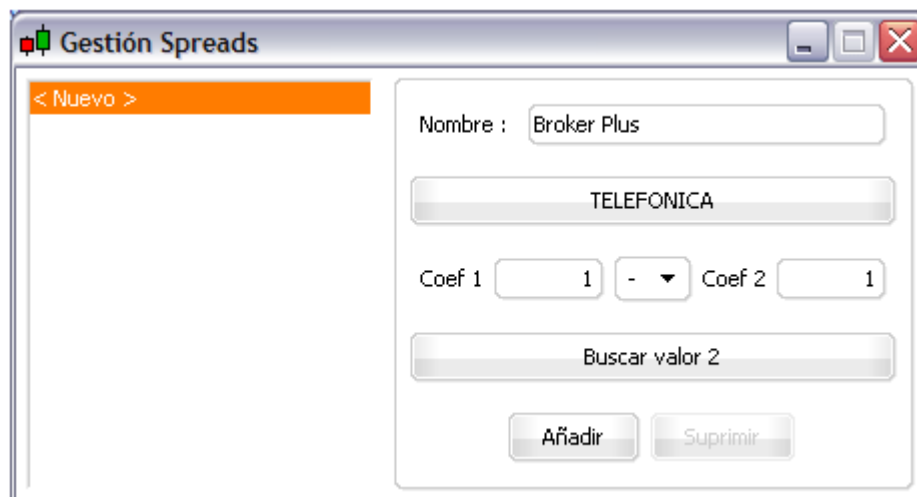 Gestión Spreads
< Nuevo >
Nombre : Broker Plus
TELEFONICA
Coef 1 1 - Coef 2 1
Buscar valor 2
Añadir Suprimir